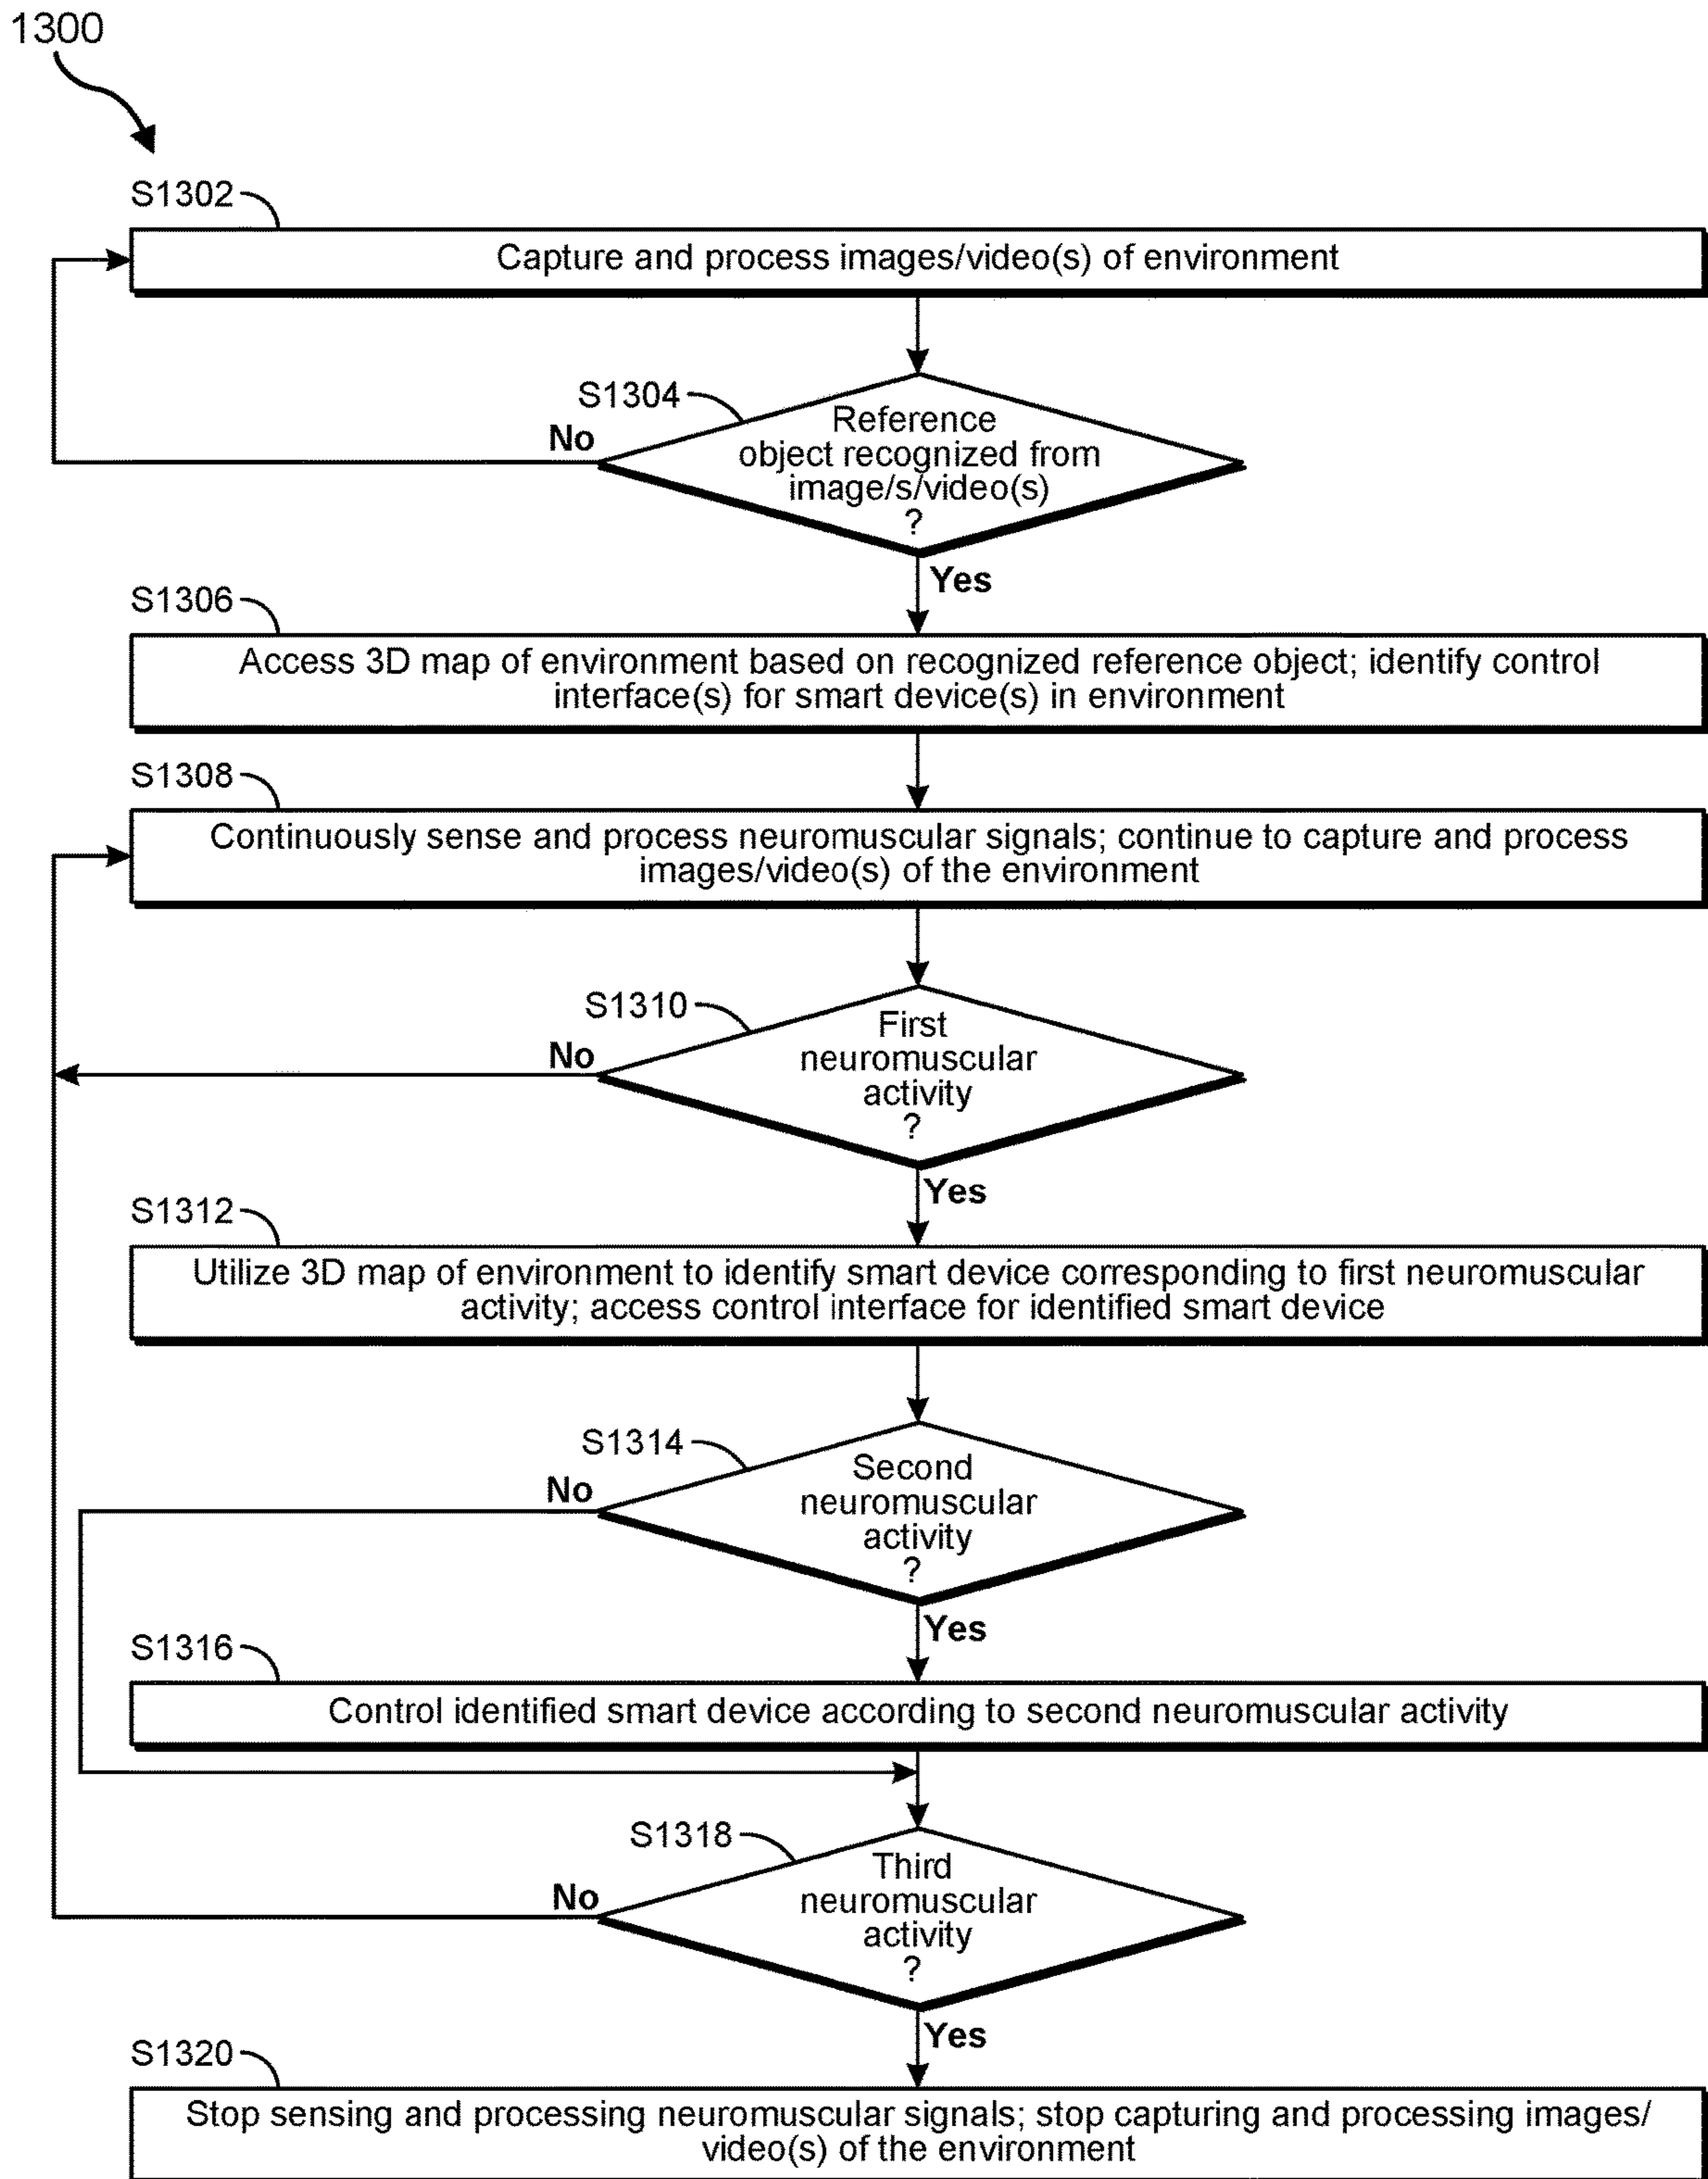 1300
S1302
Capture and process images/video(s) of environment
S1304
No
Reference
object recognized from
image/s/video(s)
?
Yes
S1306
Access 3D map of environment based on recognized reference object; identify control
interface(s) for smart device(s) in environment
S1308
Continuously sense and process neuromuscular signals; continue to capture and process
images/video(s) of the environment
S1310
No
First
neuromuscular
activity
?
Yes
S1312
Utilize 3D map of environment to identify smart device corresponding to first neuromuscular
activity; access control interface for identified smart device
S1314
No
Second
neuromuscular
activity
?
Yes
S1316
Control identified smart device according to second neuromuscular activity
S1318
No
Third
neuromuscular
activity
?
Yes
S1320
Stop sensing and processing neuromuscular signals; stop capturing and processing images/
video(s) of the environment